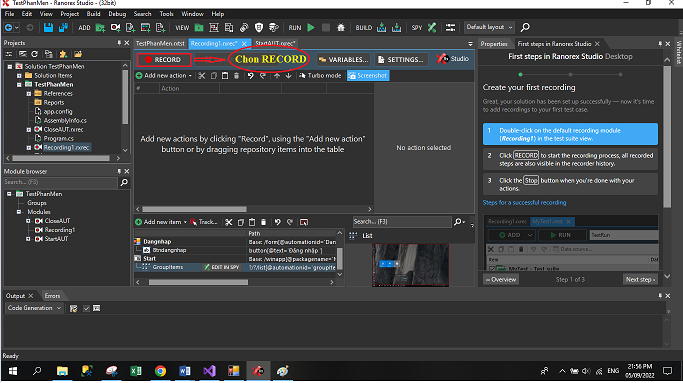 TestPhanMen - Ranorex Studio - (32bit)
File Edit View Project Build Debug Search Tools Window Help
ADD VIEW RUN BUILD SPY Default layout
Projects
Solution TestPhanMen
Solution Items
TestPhanMen
References
Reports
app.config
AssemblyInfo.cs
CloseAUT.rxrec
Program.cs
Recording1.rxrec
Module browser
Search... (F3)
TestPhanMen
Groups
Modules
CloseAUT
Recording1
StartAUT
TestPhanMen.rxtst Recording1.rxrec* StartAUT.rxrec*
RECORD Chon RECORD VARIABLES... SETTINGS... Studio
Add new action Turbo mode Screenshot
# Action
Add new actions by clicking "Record", using the "Add new action"
button or by dragging repository items into the table
No action selected
Add new item Track... Search... (F3)
Path
Dangnhap Base: /form[@automationid='Dan
Btndangnhap button[@text='Đăng nhập']
Start Base: /winapp[@packagename='M
GroupItems EDIT IN SPY ?/?/list[@automationid='groupIte
List
Properties First steps in Ranorex Studio
First steps in Ranorex Studio Desktop
Create your first recording
Great, your solution has been set up successfully — now it's time
to add recordings to your first test case.
1 Double-click on the default recording module
(Recording1) in the test suite view.
2 Click RECORD to start the recording process, all recorded
steps are also visible in the recorder history.
3 Click the Stop button when you're done with your
actions.
Steps for a successful recording
Recording1.rxrec MyTest.rxtst
ADD RUN TestRun
Data source...
Item
MyTest - Test suite
Overview Step 1 of 3 Next step
Whitelist
Output Errors
Code Generation
Ready
ENG
21:56 PM
05/09/2022